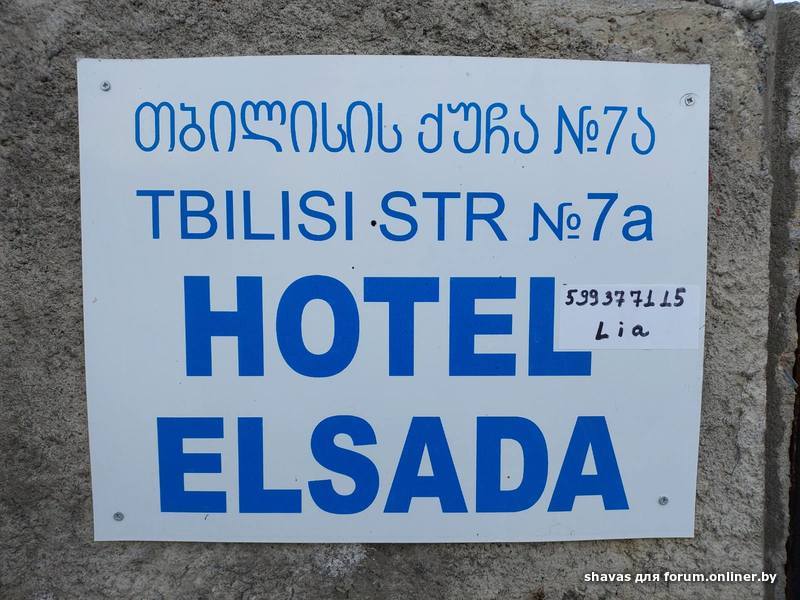 თბილისის ქუჩა №7ა
TBILISI STR №7a
HOTEL
599377115
Lia
ELSADA
shavas для forum.onliner.by